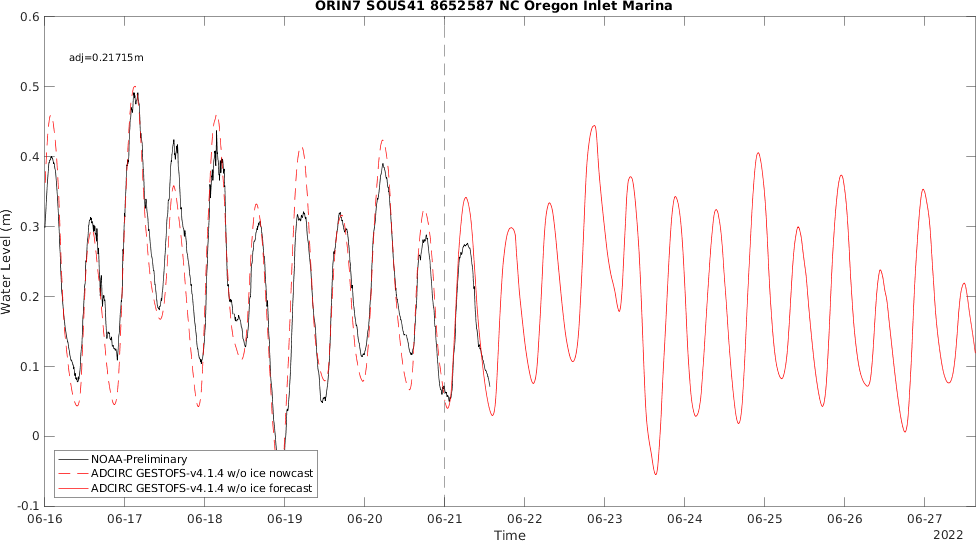 ORIN7 SOUS41 8652587 NC Oregon Inlet Marina
0.6
adj=0.21715m
0.5
0.4
0.3
0.2
0.1
0
-0.1
Water Level (m)
NOAA-Preliminary
ADCIRC GESTOFS-v4.1.4 w/o ice nowcast
ADCIRC GESTOFS-v4.1.4 w/o ice forecast
06-16 06-17 06-18 06-19 06-20 06-21 06-22 06-23 06-24 06-25 06-26 06-27
Time
2022